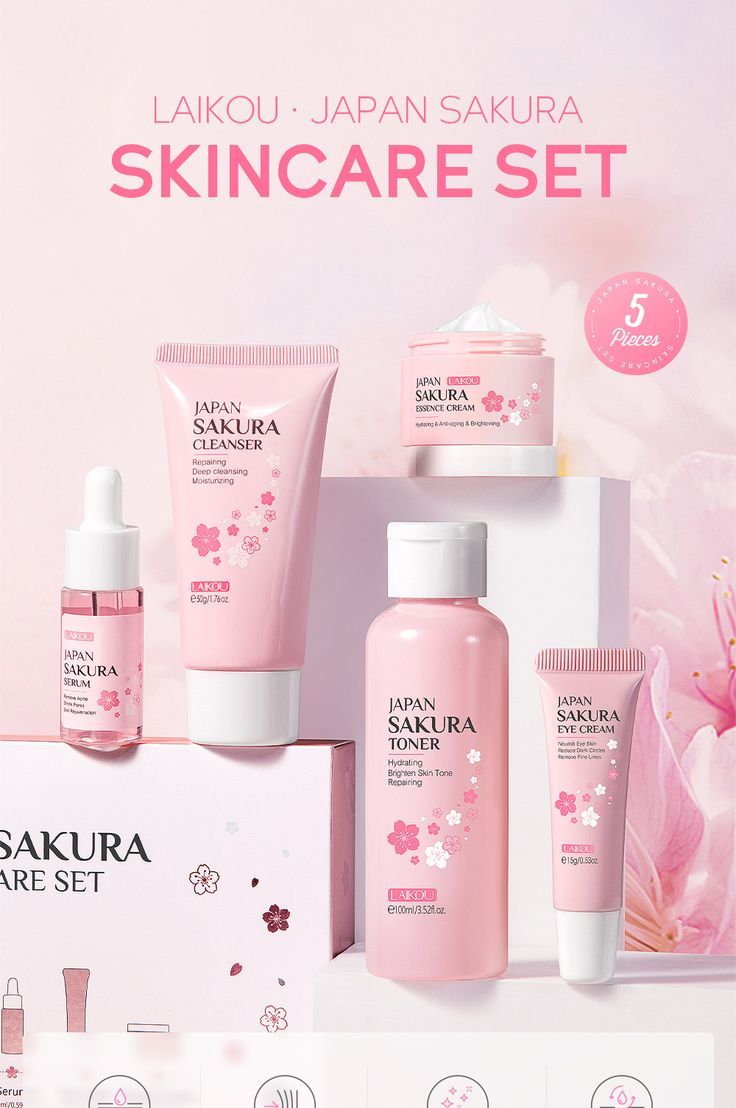 LAIKOU · JAPAN SAKURA
SKINCARE SET
JAPAN SAKURA
5
Pieces
SKINCARE SET
JAPAN LAIKOU
SAKURA
ESSENCE CREAM
Hydrating & Anti-aging & Brightening
JAPAN
SAKURA
CLEANSER
Repairing
Deep cleansing
Moisturizing
LAIKOU
e50g/1.76oz.
LAIKOU
JAPAN
SAKURA
SERUM
Remove Acne
Shrink Pores
Skin Rejuvenation
JAPAN
SAKURA
TONER
Hydrating
Brighten Skin Tone
Repairing
LAIKOU
e100ml/3.52fl.oz.
JAPAN
SAKURA
EYE CREAM
Nourish Eye Skin
Reduce Dark Circles
Remove Fine Lines
LAIKOU
e15g/0.53oz.
SAKURA
ARE SET
Serum